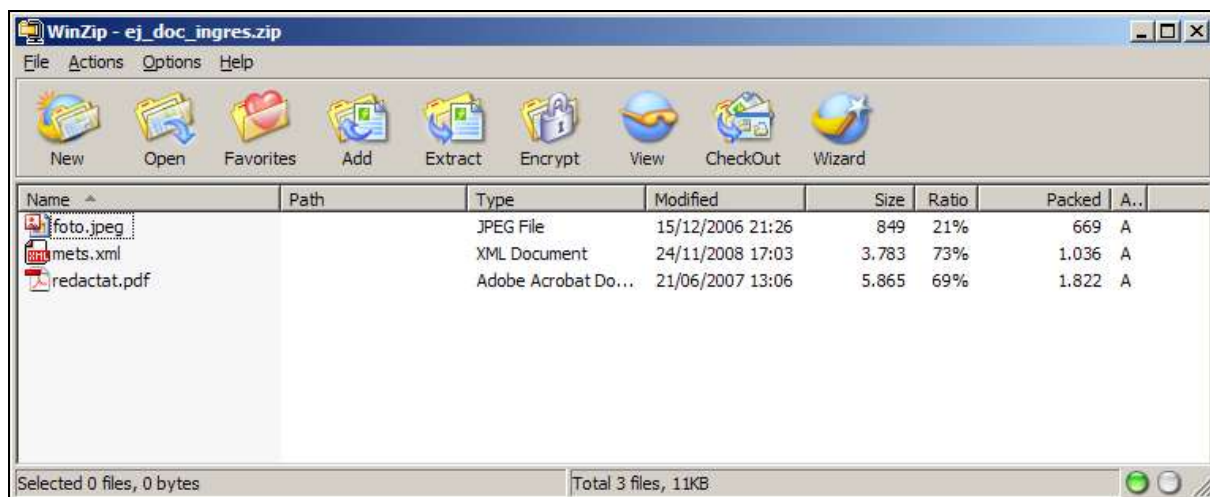 WinZip - ej_doc_ingres.zip
File Actions Options Help
New Open Favorites Add Extract Encrypt View CheckOut Wizard
Name Path Type Modified Size Ratio Packed A..
foto.jpeg JPEG File 15/12/2006 21:26 849 21% 669 A
mets.xml XML Document 24/11/2008 17:03 3.783 73% 1.036 A
redactat.pdf Adobe Acrobat Do... 21/06/2007 13:06 5.865 69% 1.822 A
Selected 0 files, 0 bytes Total 3 files, 11KB